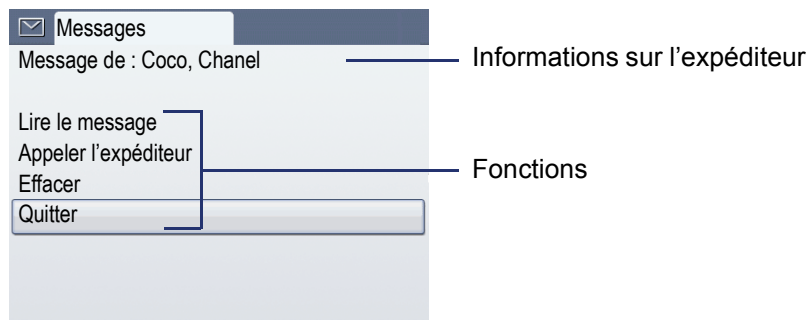 Messages
Message de : Coco, Chanel
Informations sur l’expéditeur
Lire le message
Appeler l’expéditeur
Fonctions
Effacer
Quitter